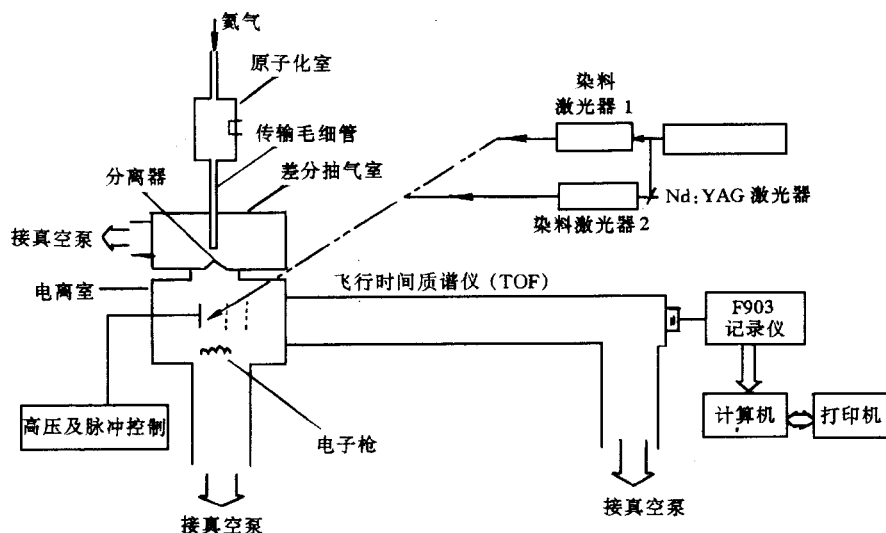 氦气
原子化室
传输毛细管
分离器
差分抽气室
接真空泵
电离室
染料
激光器 1
Nd:YAG 激光器
染料激光器 2
飞行时间质谱仪（TOF）
F903
记录仪
高压及脉冲控制
电子枪
计算机
打印机
接真空泵
接真空泵